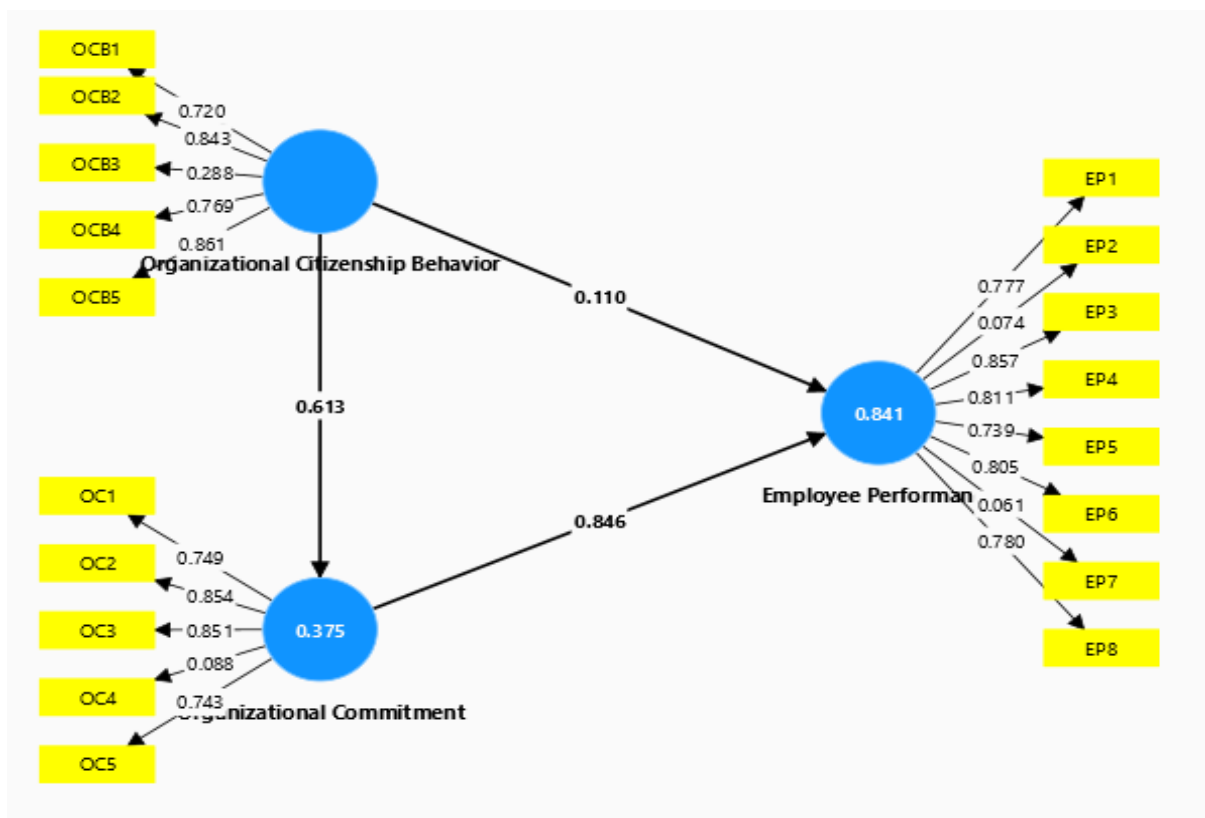 OCB1
OCB2
OCB3
OCB4
OCB5
0.720
0.843
0.288
0.769
0.861
Organizational Citizenship Behavior
0.110
0.613
0.846
OC1
OC2
OC3
OC4
OC5
0.749
0.854
0.851
0.088
0.743
0.375
Organizational Commitment
0.841
Employee Performan
0.777
0.074
0.857
0.811
0.739
0.805
0.061
0.780
EP1
EP2
EP3
EP4
EP5
EP6
EP7
EP8